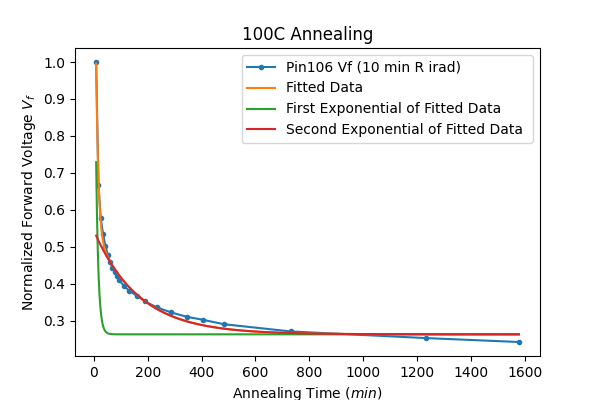 100C Annealing
Pin106 Vf (10 min R irad)
Fitted Data
First Exponential of Fitted Data
Second Exponential of Fitted Data
Normalized Forward Voltage V_f
1.0
0.9
0.8
0.7
0.6
0.5
0.4
0.3
0 200 400 600 800 1000 1200 1400 1600
Annealing Time (min)